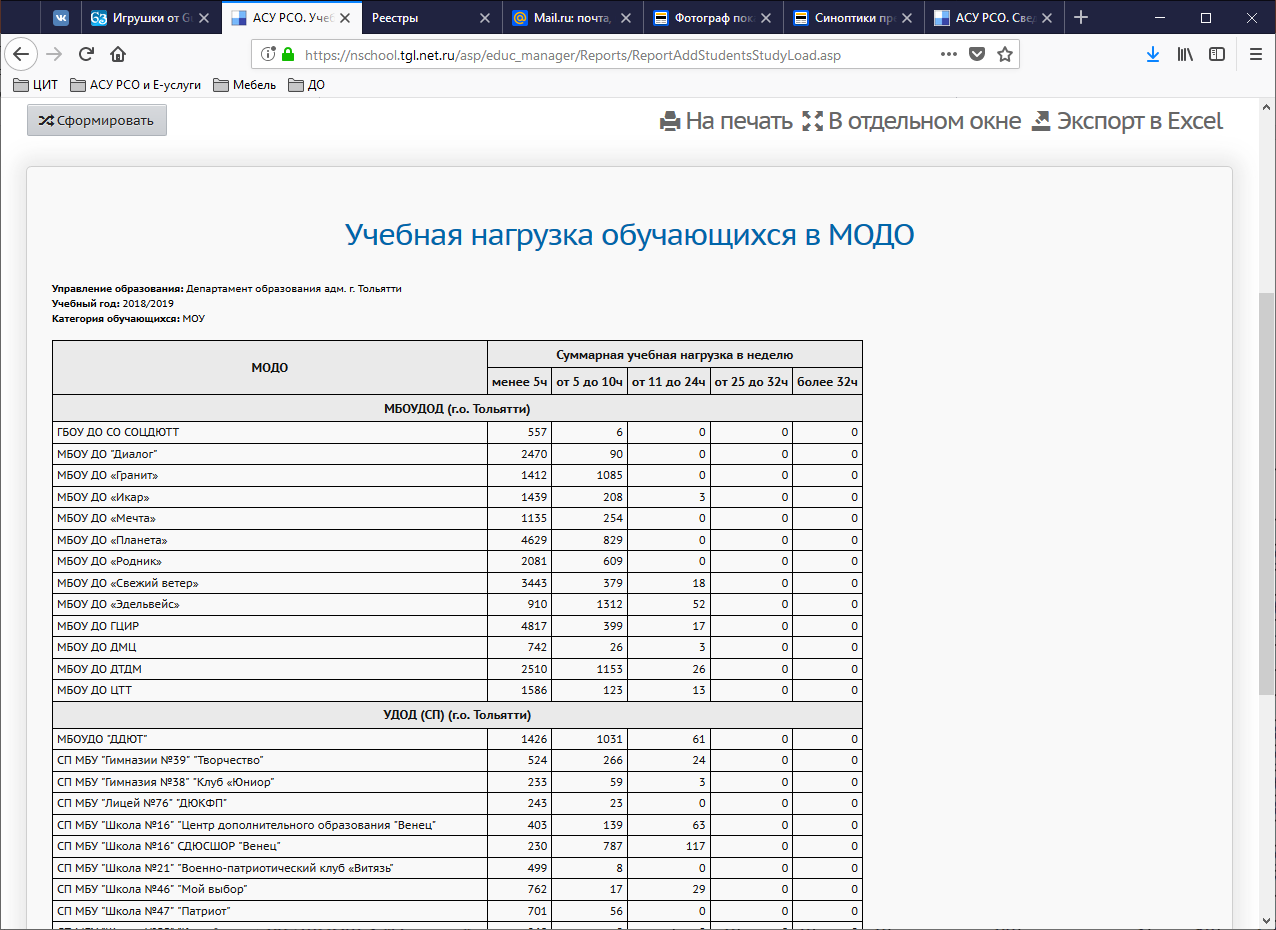 Игрушки от G
АСУ РСО. Учеб
Реестры
Mail.ru: почта,
Фотограф пок
Синоптики пр
АСУ РСО. Све
https://nschool.tgl.net.ru/asp/educ_manager/Reports/ReportAddStudentsStudyLoad.asp
ЦИТ АСУ РСО и Е-услуги Мебель ДО
Сформировать
На печать В отдельном окне Экспорт в Excel
Учебная нагрузка обучающихся в МОДО
Управление образования: Департамент образования адм. г. Тольятти
Учебный год: 2018/2019
Категория обучающихся: МОУ
МОДО Суммарная учебная нагрузка в неделю
менее 5ч от 5 до 10ч от 11 до 24ч от 25 до 32ч более 32ч
МБОУДОД (г.о. Тольятти)
ГБОУ ДО СО СОЦДЮТТ 557 6 0 0 0
МБОУ ДО "Диалог" 2470 90 0 0 0
МБОУ ДО «Гранит» 1412 1085 0 0 0
МБОУ ДО «Икар» 1439 208 3 0 0
МБОУ ДО «Мечта» 1135 254 0 0 0
МБОУ ДО «Планета» 4629 829 0 0 0
МБОУ ДО «Родник» 2081 609 0 0 0
МБОУ ДО «Свежий ветер» 3443 379 18 0 0
МБОУ ДО «Эдельвейс» 910 1312 52 0 0
МБОУ ДО ГЦИР 4817 399 17 0 0
МБОУ ДО ДМЦ 742 26 3 0 0
МБОУ ДО ДТДМ 2510 1153 26 0 0
МБОУ ДО ЦТТ 1586 123 13 0 0
УДОД (СП) (г.о. Тольятти)
МБОУДО "ДДЮТ" 1426 1031 61 0 0
СП МБУ "Гимназии №39" "Творчество" 524 266 24 0 0
СП МБУ "Гимназия №38" "Клуб «Юниор" 233 59 3 0 0
СП МБУ "Лицей №76" "ДЮКФП" 243 23 0 0 0
СП МБУ "Школа №16" "Центр дополнительного образования "Венец" 403 139 63 0 0
СП МБУ "Школа №16" СДЮСШОР "Венец" 230 787 117 0 0
СП МБУ "Школа №21" "Военно-патриотический клуб «Витязь" 499 8 0 0 0
СП МБУ "Школа №46" "Мой выбор" 762 17 29 0 0
СП МБУ "Школа №47" "Патриот" 701 56 0 0 0